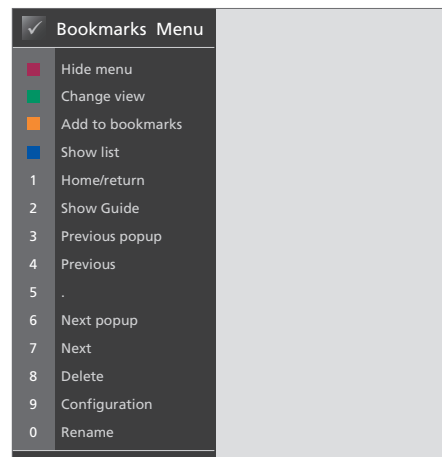 Bookmarks Menu
Hide menu
Change view
Add to bookmarks
Show list
1 Home/return
2 Show Guide
3 Previous popup
4 Previous
5 .
6 Next popup
7 Next
8 Delete
9 Configuration
0 Rename